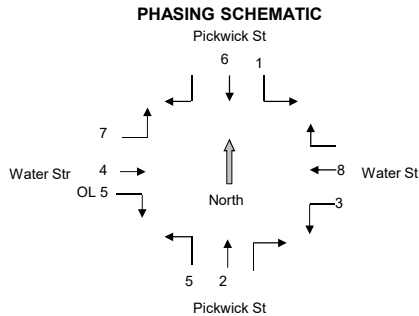 PHASING SCHEMATIC
Pickwick St
6 1
7
4
8
Water Str
Water St
OL 5
3
North
5
2
Pickwick St